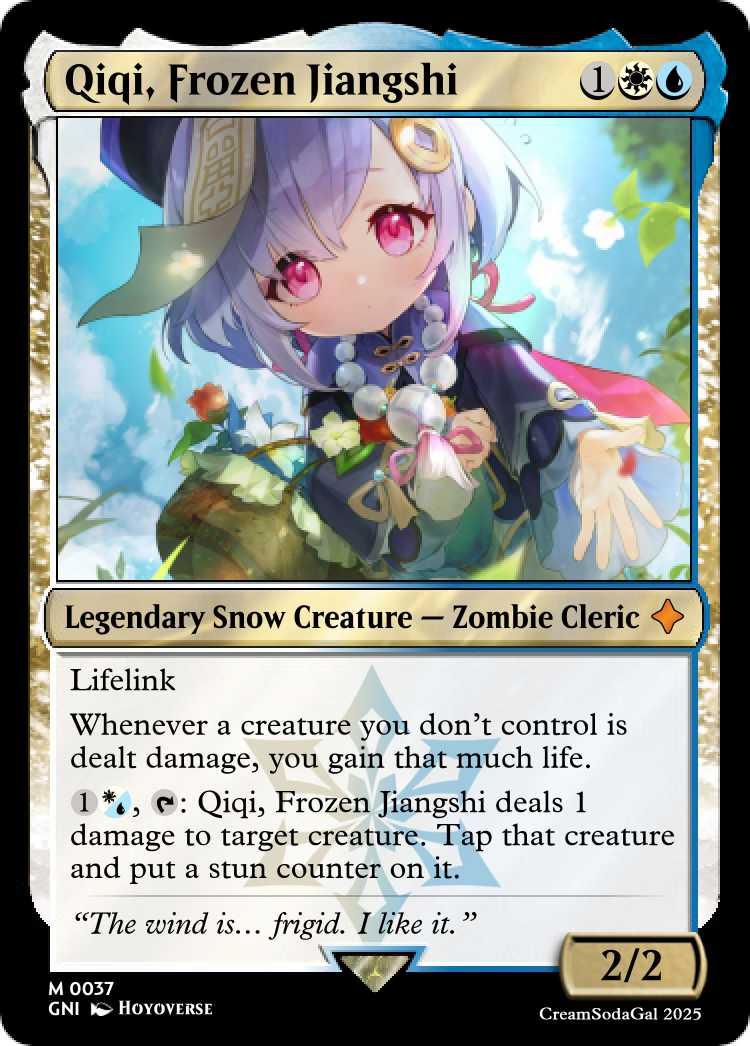 Qiqi, Frozen Jiangshi 1
Legendary Snow Creature — Zombie Cleric
Lifelink
Whenever a creature you don't control is
dealt damage, you gain that much life.
1 , : Qiqi, Frozen Jiangshi deals 1
damage to target creature. Tap that creature
and put a stun counter on it.
“The wind is… frigid. I like it.”
2/2
M 0037
GNI HOYOVERSE
CreamSodaGal 2025